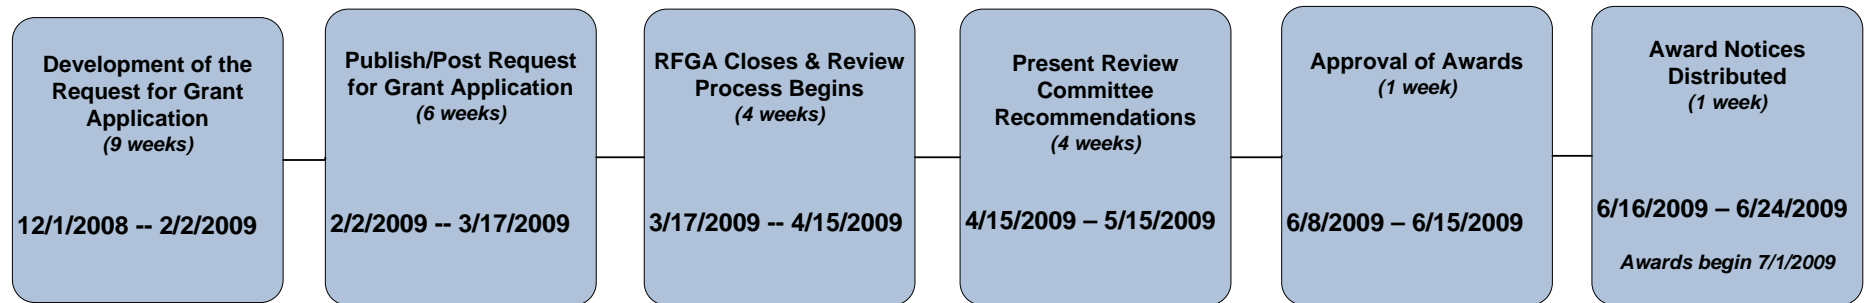 Development of the
Request for Grant
Application
(9 weeks)
12/1/2008 -- 2/2/2009
Publish/Post Request
for Grant Application
(6 weeks)
2/2/2009 -- 3/17/2009
RFGA Closes & Review
Process Begins
(4 weeks)
3/17/2009 -- 4/15/2009
Present Review
Committee
Recommendations
(4 weeks)
4/15/2009 – 5/15/2009
Approval of Awards
(1 week)
6/8/2009 – 6/15/2009
Award Notices
Distributed
(1 week)
6/16/2009 – 6/24/2009
Awards begin 7/1/2009